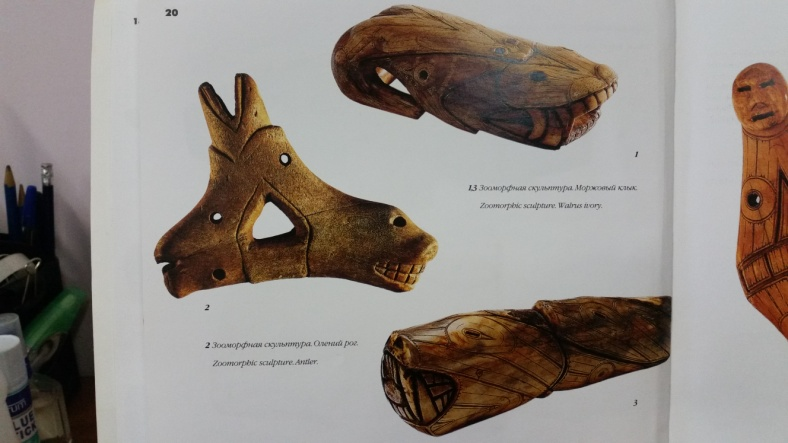 20
1
1,3 Зооморфная скульптура. Моржовый клык.
Zoomorphic sculpture. Walrus ivory.
2
2 Зооморфная скульптура. Олений рог.
Zoomorphic sculpture. Antler.
3